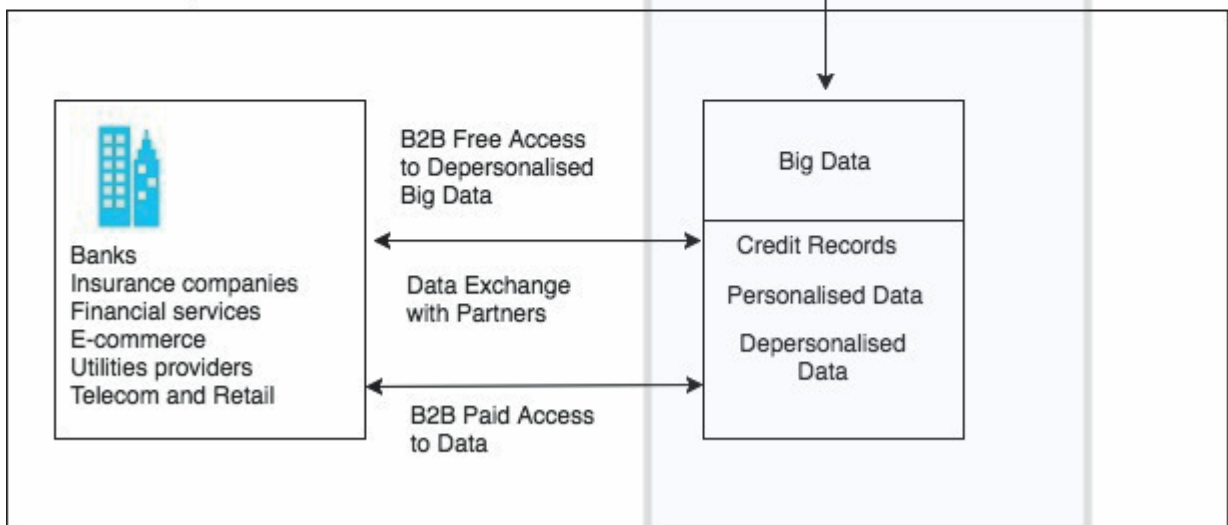 Banks
Insurance companies
Financial services
E-commerce
Utilities providers
Telecom and Retail
B2B Free Access
to Depersonalised
Big Data
Data Exchange
with Partners
B2B Paid Access
to Data
Big Data
Credit Records
Personalised Data
Depersonalised
Data